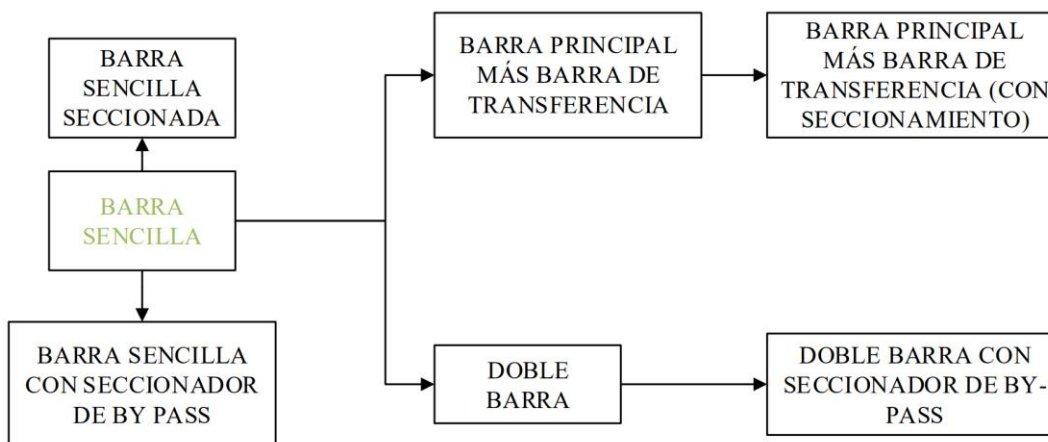 BARRA
SENCILLA
SECCIONADA
BARRA PRINCIPAL
MÁS BARRA DE
TRANSFERENCIA
BARRA PRINCIPAL
MÁS BARRA DE
TRANSFERENCIA (CON
SECCIONAMIENTO)
BARRA
SENCILLA
BARRA SENCILLA
CON SECCIONADOR
DE BY PASS
DOBLE
BARRA
DOBLE BARRA CON
SECCIONADOR DE BY-
PASS